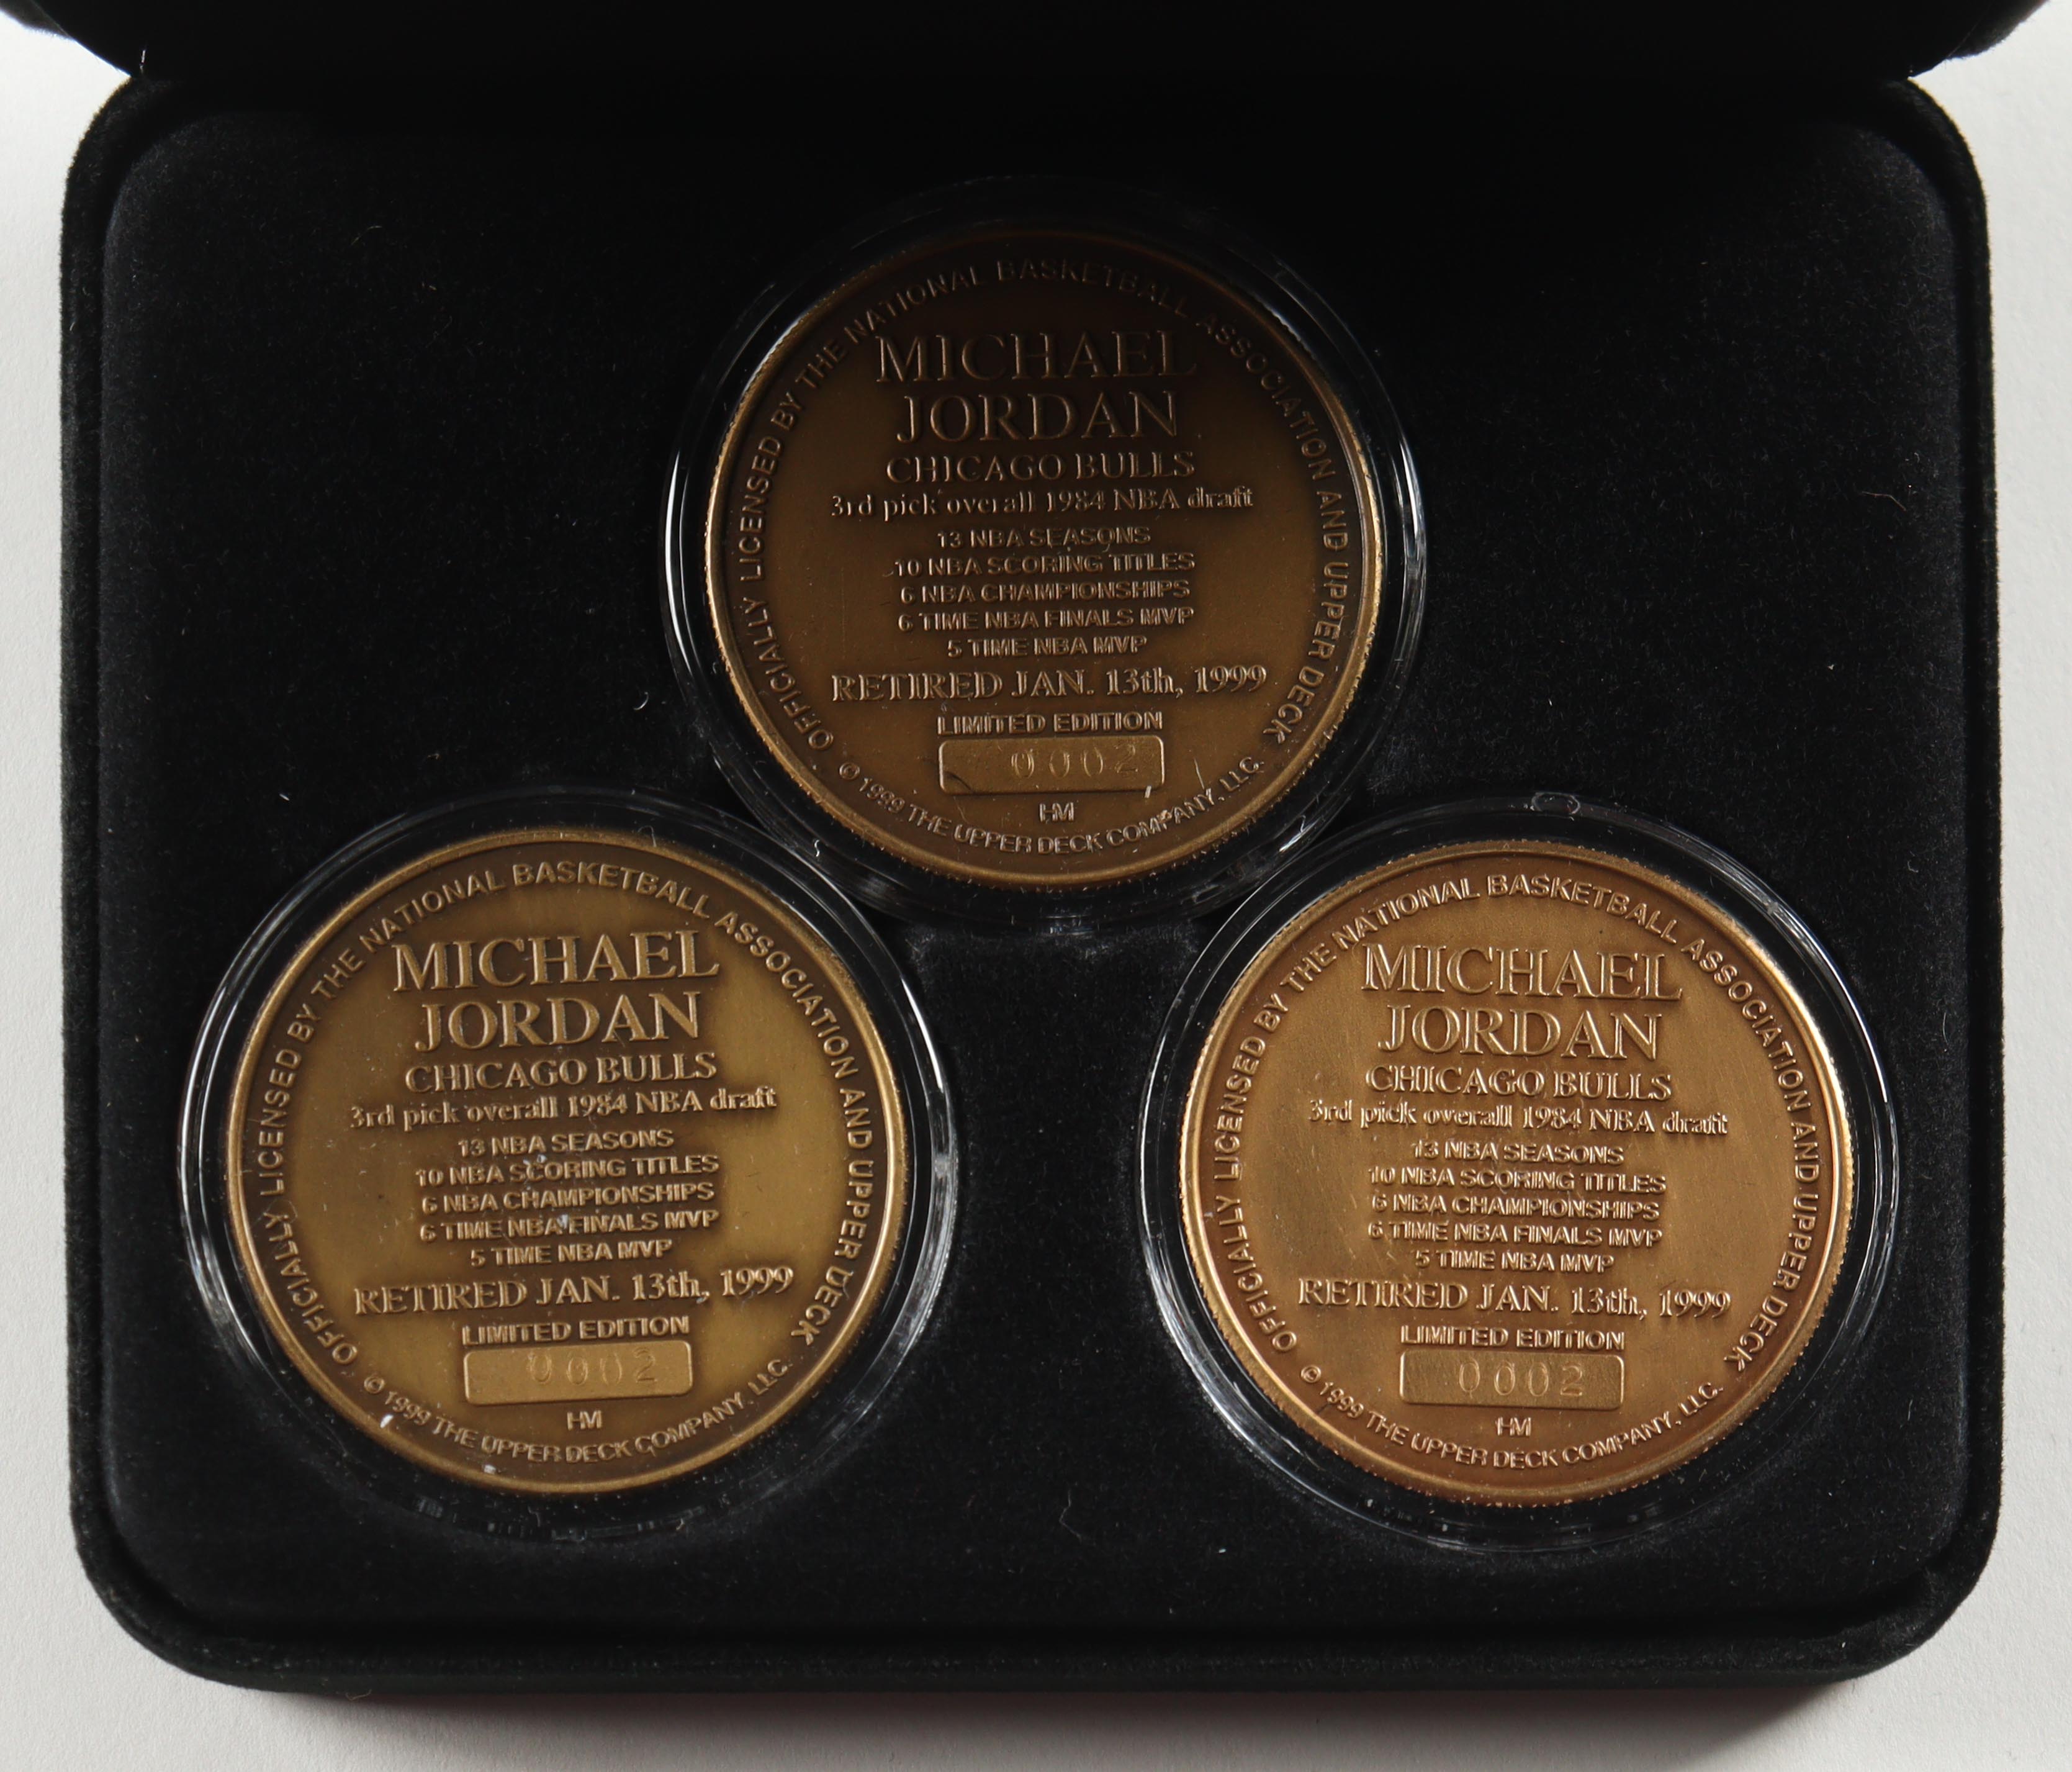 OFFICIALLY LICENSED BY THE NATIONAL BASKETBALL ASSOCIATION AND UPPER DECK
MICHAEL
JORDAN
CHICAGO BULLS
3rd pick overall 1984 NBA draft
13 NBA SEASONS
10 NBA SCORING TITLES
6 NBA CHAMPIONSHIPS
6 TIME NBA FINALS MVP
5 TIME NBA MVP
RETIRED JAN. 13th, 1999
LIMITED EDITION
0002
HM
© 1999 THE UPPER DECK COMPANY, LLC.
OFFICIALLY LICENSED BY THE NATIONAL BASKETBALL ASSOCIATION AND UPPER DECK
MICHAEL
JORDAN
CHICAGO BULLS
3rd pick overall 1984 NBA draft
13 NBA SEASONS
10 NBA SCORING TITLES
6 NBA CHAMPIONSHIPS
6 TIME NBA FINALS MVP
5 TIME NBA MVP
RETIRED JAN. 13th, 1999
LIMITED EDITION
0002
HM
© 1999 THE UPPER DECK COMPANY, LLC.
OFFICIALLY LICENSED BY THE NATIONAL BASKETBALL ASSOCIATION AND UPPER DECK
MICHAEL
JORDAN
CHICAGO BULLS
3rd pick overall 1984 NBA draft
13 NBA SEASONS
10 NBA SCORING TITLES
6 NBA CHAMPIONSHIPS
6 TIME NBA FINALS MVP
5 TIME NBA MVP
RETIRED JAN. 13th, 1999
LIMITED EDITION
0002
HM
© 1999 THE UPPER DECK COMPANY, LLC.